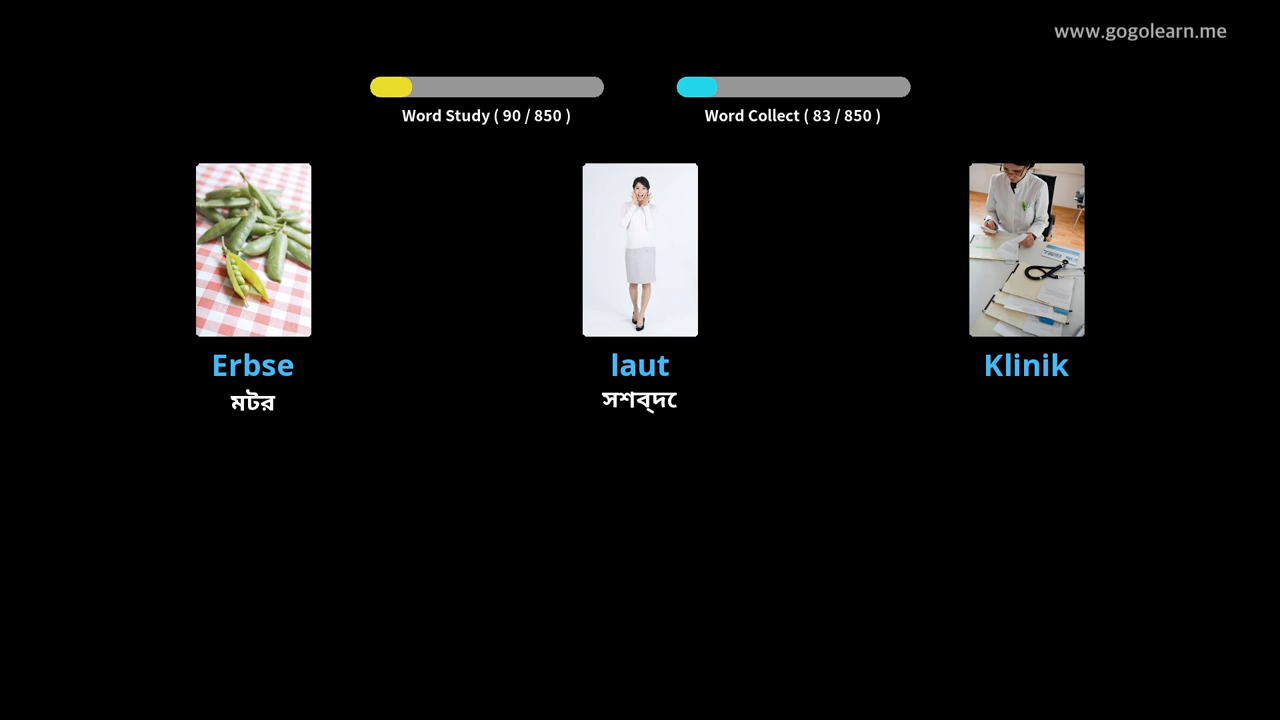 www.gogolearn.me
Word Study ( 90 / 850 )
Word Collect ( 83 / 850 )
Erbse
laut
Klinik
মটর
সশব্দে